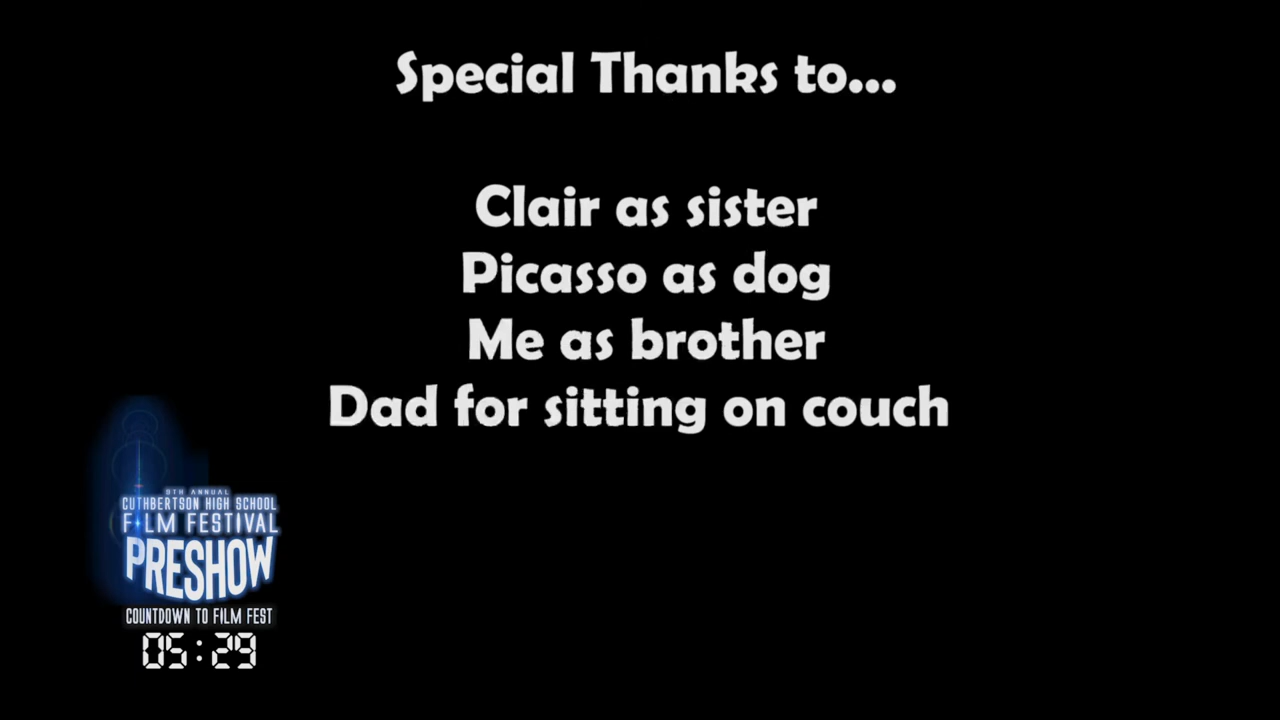 Special Thanks to...
Clair as sister
Picasso as dog
Me as brother
Dad for sitting on couch
ANNUAL
CUTHBERTSON HIGH SCHOOL
FILM FESTIVAL
PRESHOW
COUNTDOWN TO FILM FEST
05:29